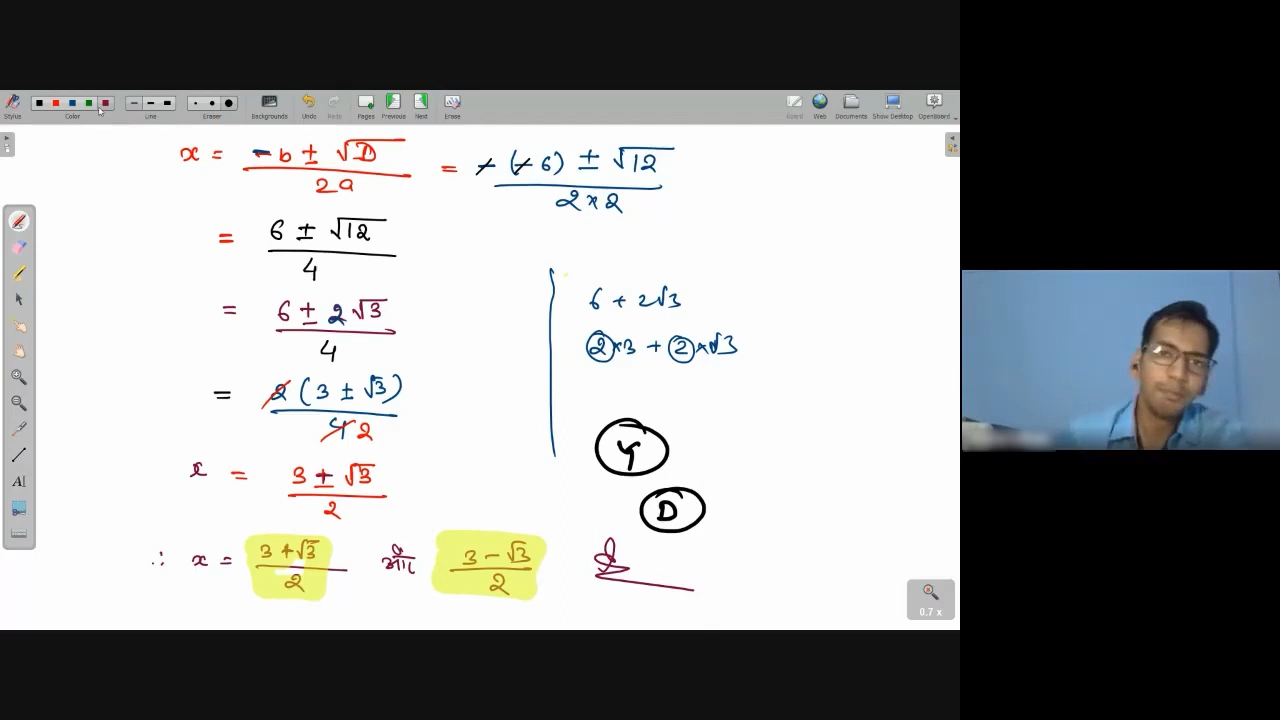 Stylus Color Line Eraser Backgrounds Undo Redo Pages Previous Next Erase Board Web Documents Show Desktop OpenBoard
x = -b ± √D / 2a = -(-6) ± √12 / 2×2
= 6 ± √12 / 4
= 6 ± 2√3 / 4
= 2(3 ± √3) / 4 2
x = 3 ± √3 / 2
∴ x = 3+√3 / 2 3-√3 / 2
6 + 2√3
2×3 + 2×√3
D
0.7 x